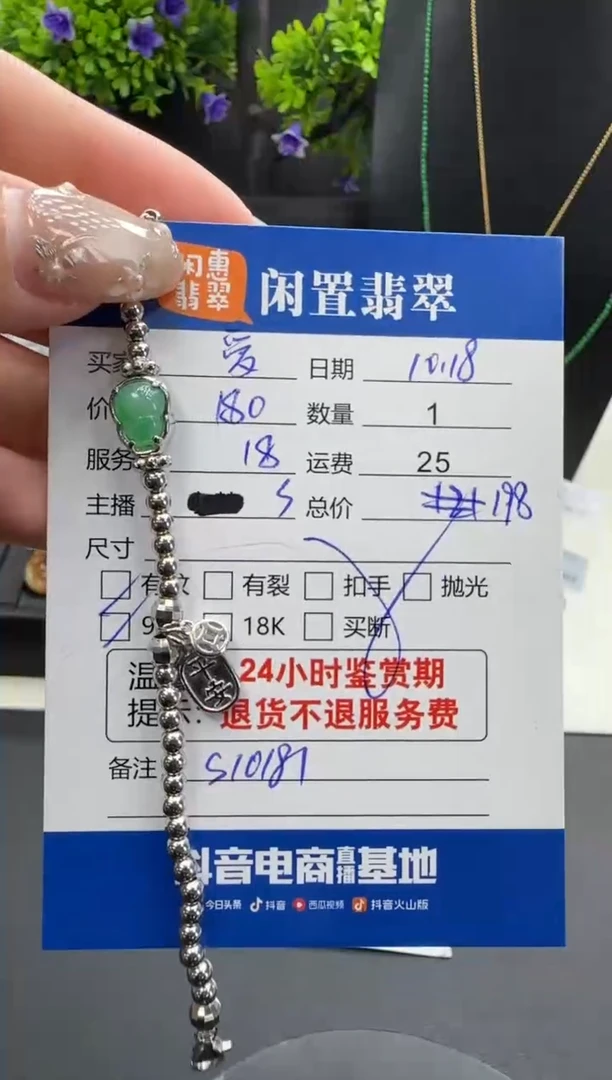 闲惠
翡翠
闲置翡翠
买家 爱 日期 10.18
价 180 数量 1
服务 18 运费 25
主播 S 总价 198
尺寸
有纹 有裂 扣手 抛光
9 18K 买断
温 24小时鉴赏期
提示: 退货不退服务费
备注 S10181
平安
抖音电商直播基地
今日头条 抖音 西瓜视频 抖音火山版